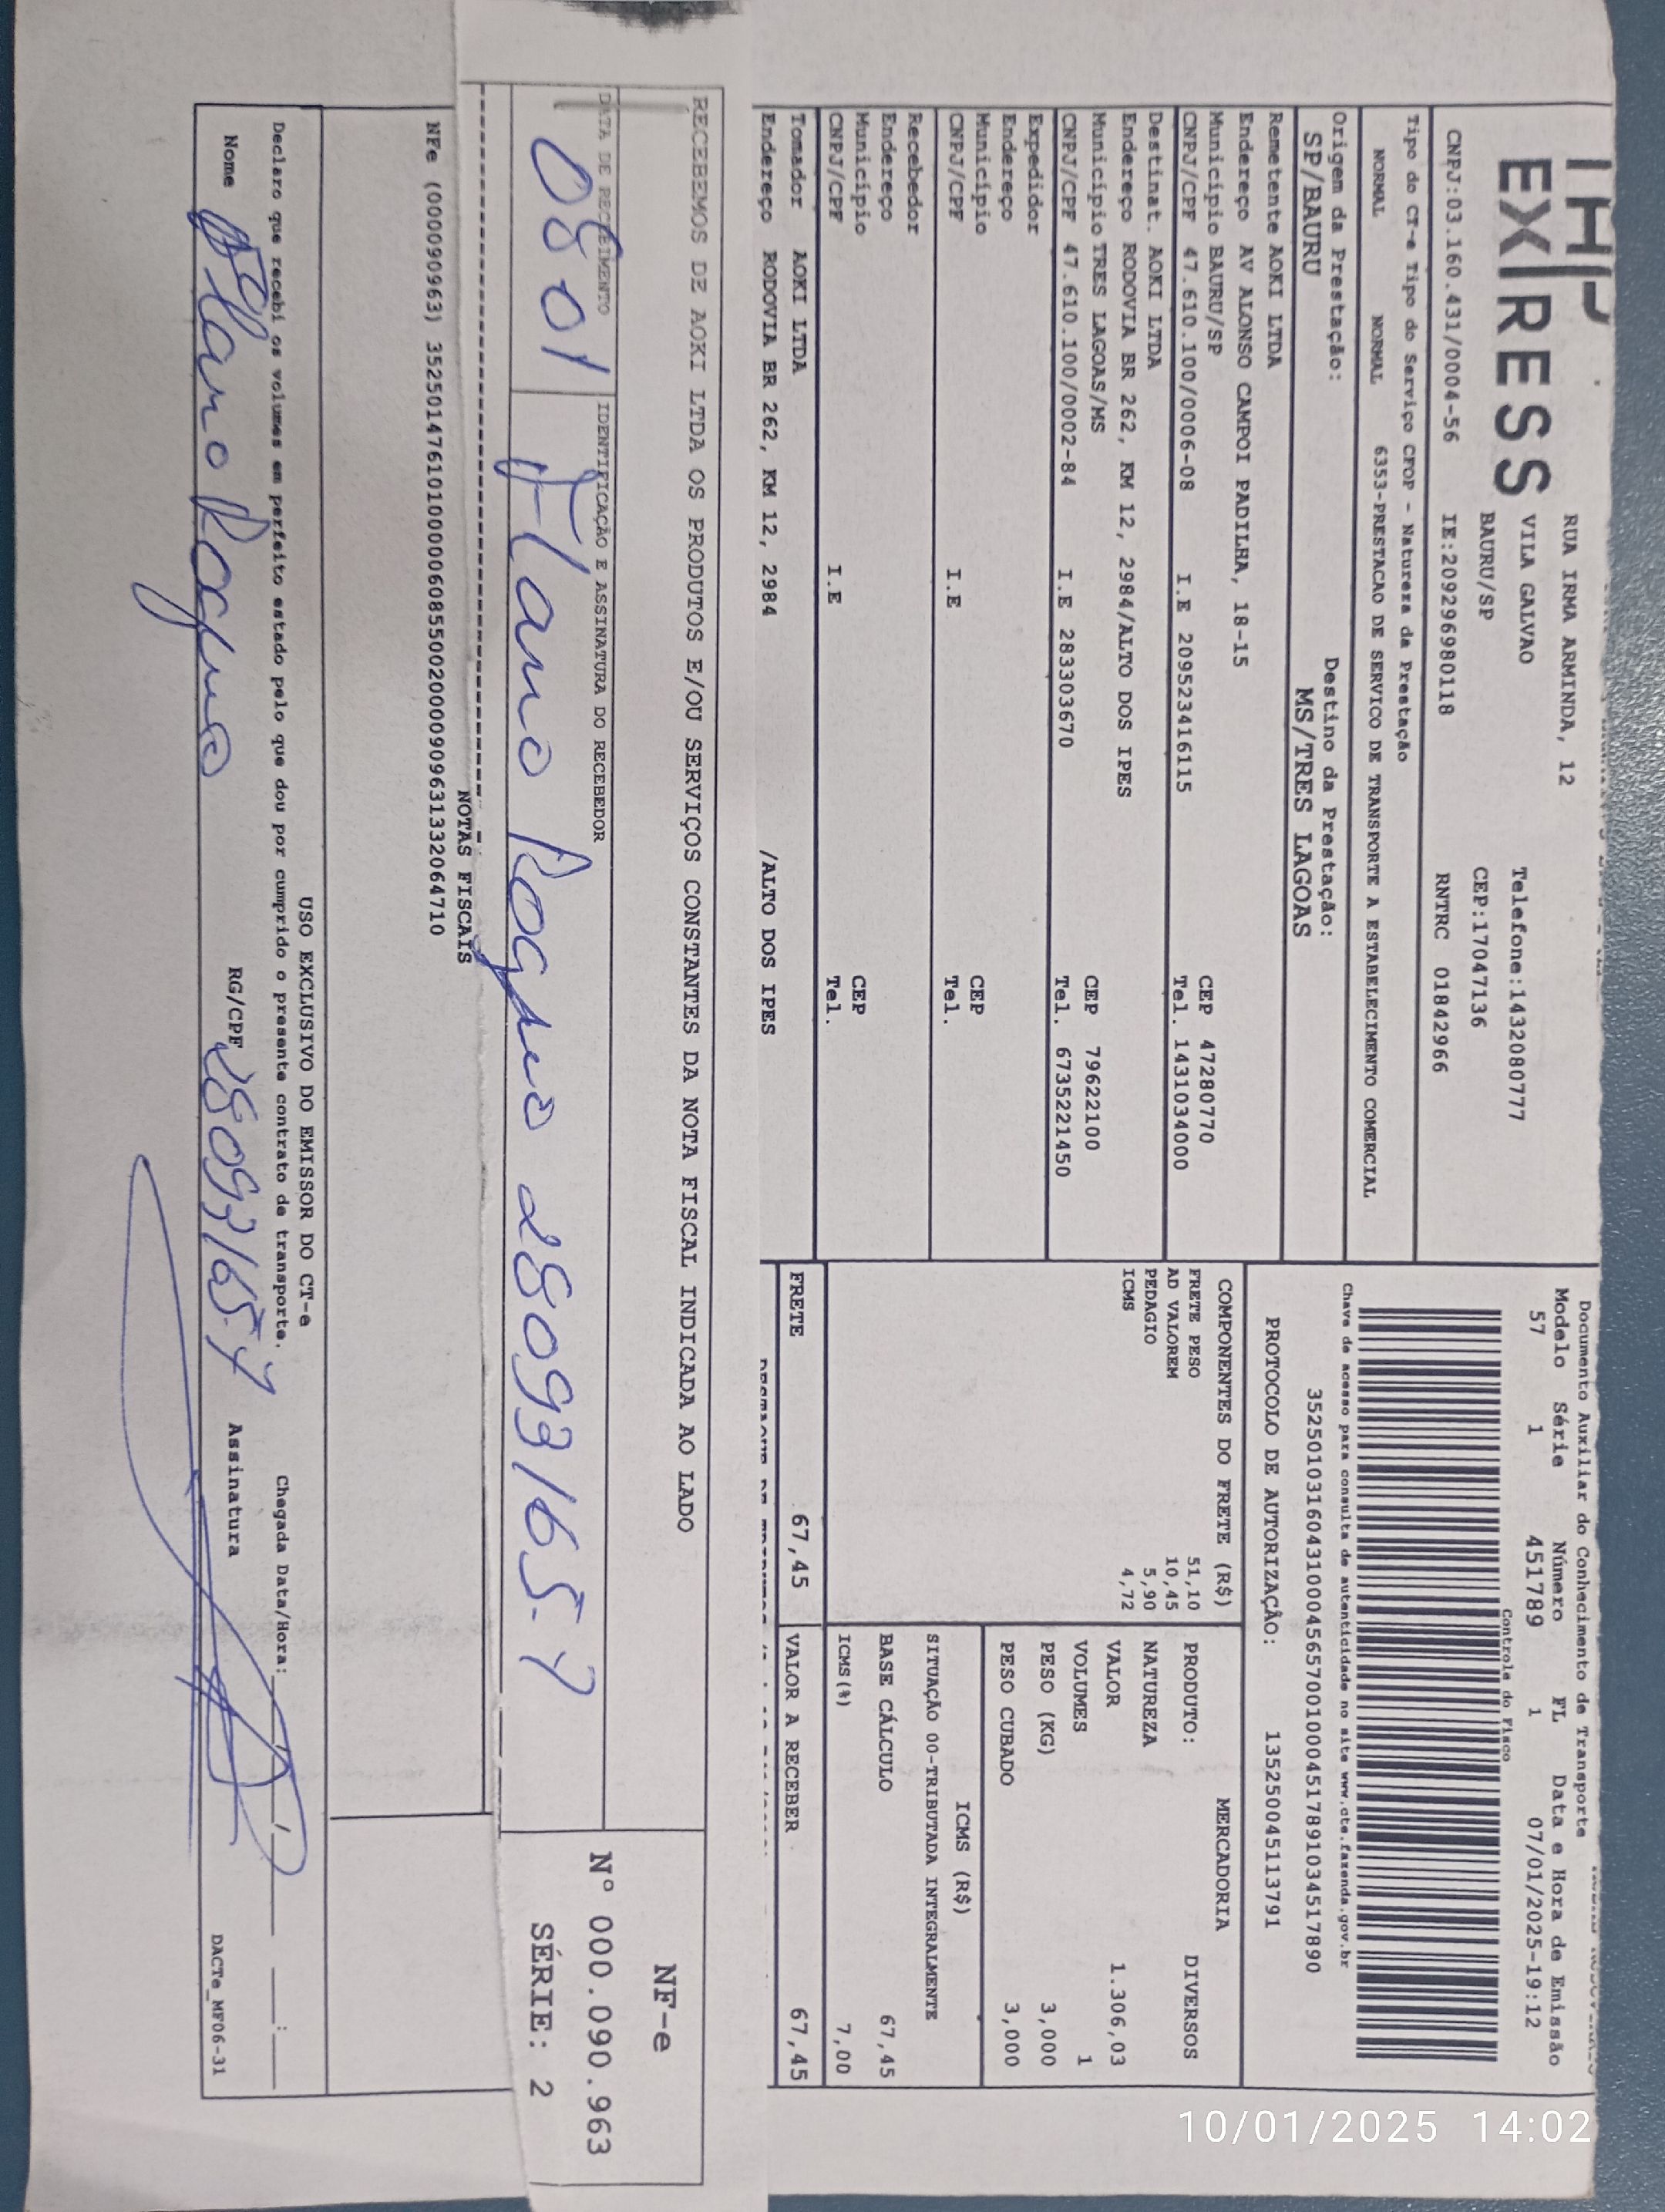 EXPRESS
RUA IRMA ARMINDA, 12
VILA GALVAO
Telefone:1432080777
BAURU/SP
CEP:17047136
CNPJ:03.160.431/0004-56 IE:209296980118 RNTRC 01842966
Tipo do CT-e Tipo do Serviço CFOP - Natureza da Prestação
NORMAL NORMAL 6353-PRESTACAO DE SERVICO DE TRANSPORTE A ESTABELECIMENTO COMERCIAL
Origem da Prestação: Destino da Prestação:
SP/BAURU MS/TRES LAGOAS
Remetente AOKI LTDA
Endereço AV ALONSO CAMPOI PADILHA, 18-15
Município BAURU/SP CEP 47280770
CNPJ/CPF 47.610.100/0006-08 I.E 209523416115 Tel. 1431034000
Destinat. AOKI LTDA
Endereço RODOVIA BR 262, KM 12, 2984/ALTO DOS IPES
Município TRES LAGOAS/MS CEP 79622100
CNPJ/CPF 47.610.100/0002-84 I.E 283303670 Tel. 6735221450
Expedidor
Endereço
Município CEP
CNPJ/CPF I.E Tel.
Recebedor
Endereço
Município CEP
CNPJ/CPF I.E Tel.
Tomador AOKI LTDA
Endereço RODOVIA BR 262, KM 12, 2984 /ALTO DOS IPES
Documento Auxiliar do Conhecimento de Transporte
Modelo Série Número FL Data e Hora de Emissão
57 1 451789 1 07/01/2025-19:12
Controle do Fisco
Chave de acesso para consulta de autenticidade no site www.cte.fazenda.gov.br
35250103160431000456570010004517891034517890
PROTOCOLO DE AUTORIZAÇÃO: 135250045113791
COMPONENTES DO FRETE (R$)
FRETE PESO 51,10
AD VALOREM 10,45
PEDAGIO 5,90
ICMS 4,72
FRETE 67,45
MERCADORIA
PRODUTO: DIVERSOS
NATUREZA
VALOR 1.306,03
VOLUMES 1
PESO (KG) 3,000
PESO CUBADO 3,000
ICMS (R$)
SITUAÇÃO 00-TRIBUTADA INTEGRALMENTE
BASE CÁLCULO 67,45
ICMS(%) 7,00
VALOR A RECEBER 67,45
RECEBEMOS DE AOKI LTDA OS PRODUTOS E/OU SERVIÇOS CONSTANTES DA NOTA FISCAL INDICADA AO LADO
DATA DE RECEBIMENTO IDENTIFICAÇÃO E ASSINATURA DO RECEBEDOR
0801
28093165-7
NF-e
N° 000.090.963
SÉRIE: 2
NOTAS FISCAIS
NFe (000090963) 35250147610100000608550020000909631332064710
USO EXCLUSIVO DO EMISSOR DO CT-e
Declaro que recebi os volumes em perfeito estado pelo que dou por cumprido o presente contrato de transporte. Chegada Data/Hora:
Nome RG/CPF 28093165-7 Assinatura
DACTe_MF06-31
10/01/2025 14:02